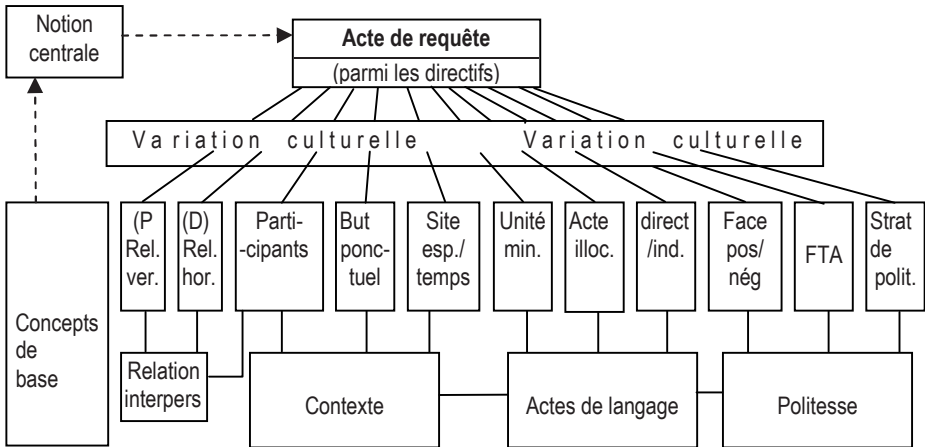 Notion
centrale
Acte de requête
(parmi les directifs)
Variation culturelle Variation culturelle
(P
Rel.
ver.
(D)
Rel.
hor.
Parti-
-cipants
But
ponc-
tuel
Site
esp./
temps
Unité
min.
Acte
illoc.
direct
/ind.
Face
pos/
nég
FTA
Strat
de
polit.
Concepts
de
base
Relation
interpers
Contexte
Actes de langage
Politesse